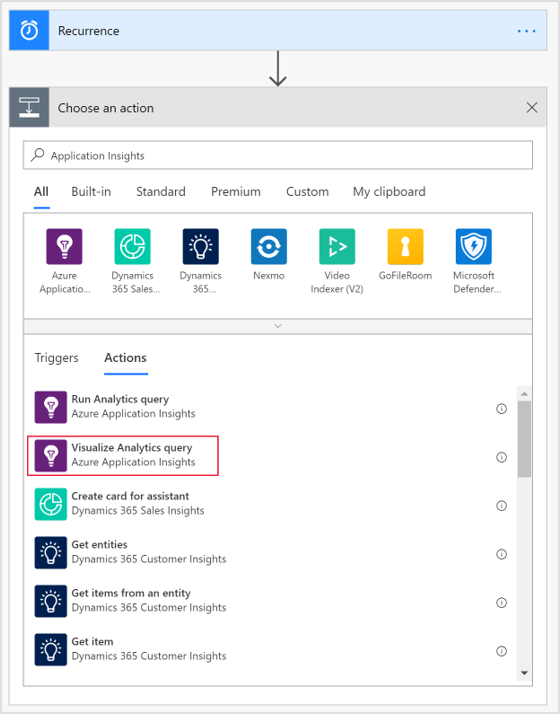 Recurrence
Choose an action
Application Insights
All Built-in Standard Premium Custom My clipboard
Azure Applicatio...
Dynamics 365 Sales...
Dynamics 365...
Nexmo
Video Indexer (V2)
GoFileRoom
Microsoft Defender...
Triggers Actions
Run Analytics query
Azure Application Insights
Visualize Analytics query
Azure Application Insights
Create card for assistant
Dynamics 365 Sales Insights
Get entities
Dynamics 365 Customer Insights
Get items from an entity
Dynamics 365 Customer Insights
Get item
Dynamics 365 Customer Insights